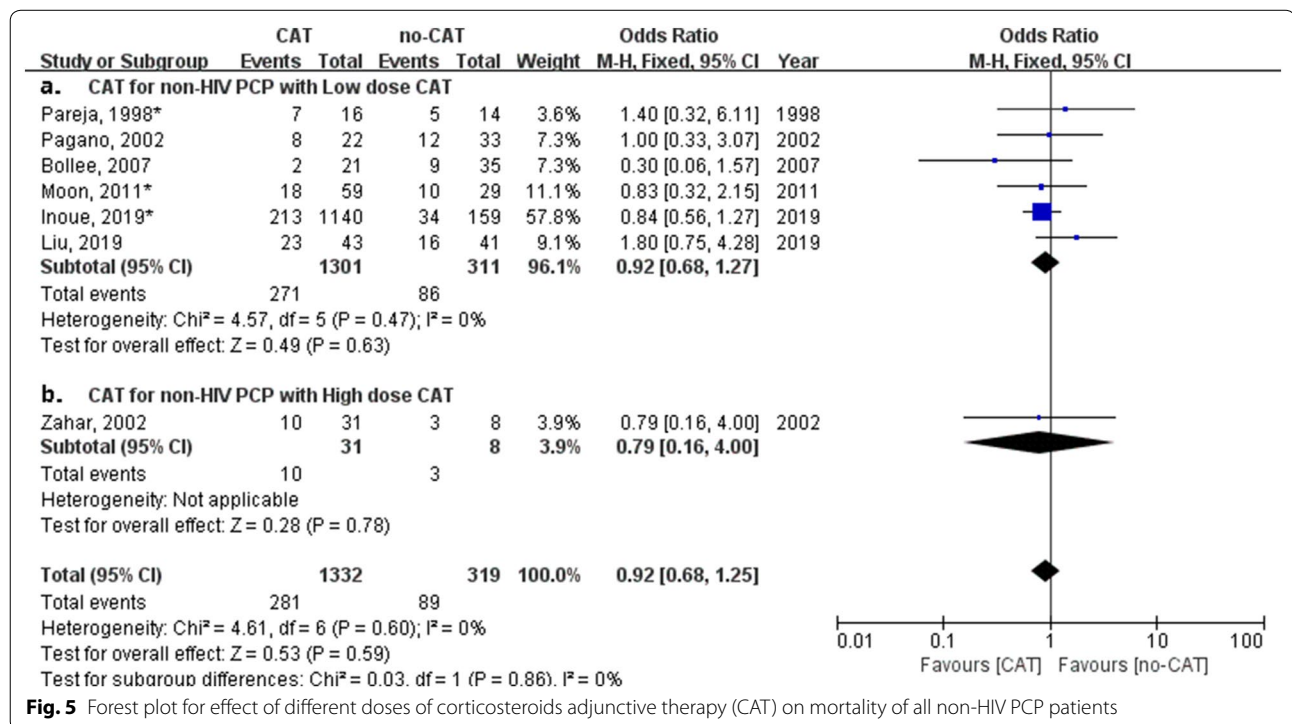 CAT no-CAT Odds Ratio Odds Ratio
Study or Subgroup Events Total Events Total Weight M-H, Fixed, 95% CI Year M-H, Fixed, 95% CI
a. CAT for non-HIV PCP with Low dose CAT
Pareja, 1998* 7 16 5 14 3.6% 1.40 [0.32, 6.11] 1998
Pagano, 2002 8 22 12 33 7.3% 1.00 [0.33, 3.07] 2002
Bollee, 2007 2 21 9 35 7.3% 0.30 [0.06, 1.57] 2007
Moon, 2011* 18 59 10 29 11.1% 0.83 [0.32, 2.15] 2011
Inoue, 2019* 213 1140 34 159 57.8% 0.84 [0.56, 1.27] 2019
Liu, 2019 23 43 16 41 9.1% 1.80 [0.75, 4.28] 2019
Subtotal (95% CI) 1301 311 96.1% 0.92 [0.68, 1.27]
Total events 271 86
Heterogeneity: Chi² = 4.57, df = 5 (P = 0.47); I² = 0%
Test for overall effect: Z = 0.49 (P = 0.63)
b. CAT for non-HIV PCP with High dose CAT
Zahar, 2002 10 31 3 8 3.9% 0.79 [0.16, 4.00] 2002
Subtotal (95% CI) 31 8 3.9% 0.79 [0.16, 4.00]
Total events 10 3
Heterogeneity: Not applicable
Test for overall effect: Z = 0.28 (P = 0.78)
Total (95% CI) 1332 319 100.0% 0.92 [0.68, 1.25]
Total events 281 89
Heterogeneity: Chi² = 4.61, df = 6 (P = 0.60); I² = 0%
Test for overall effect: Z = 0.53 (P = 0.59)
Test for subgroup differences: Chi² = 0.03, df = 1 (P = 0.86), I² = 0%
0.01 0.1 1 10 100
Favours [CAT] Favours [no-CAT]
Fig. 5 Forest plot for effect of different doses of corticosteroids adjunctive therapy (CAT) on mortality of all non-HIV PCP patients